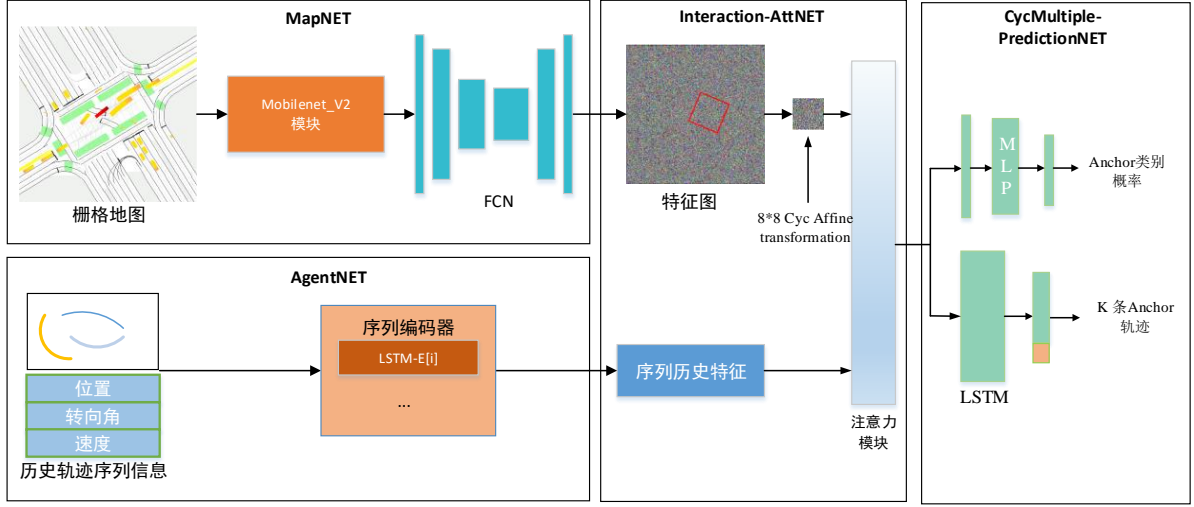 MapNET
Mobilenet_V2
模块
FCN
栅格地图
AgentNET
序列编码器
LSTM-E[i]
...
位置
转向角
速度
历史轨迹序列信息
Interaction-AttNET
特征图
8*8 Cyc Affine
transformation
序列历史特征
注意力
模块
CycMultiple-
PredictionNET
MLP
Anchor类别
概率
LSTM
K 条Anchor
轨迹